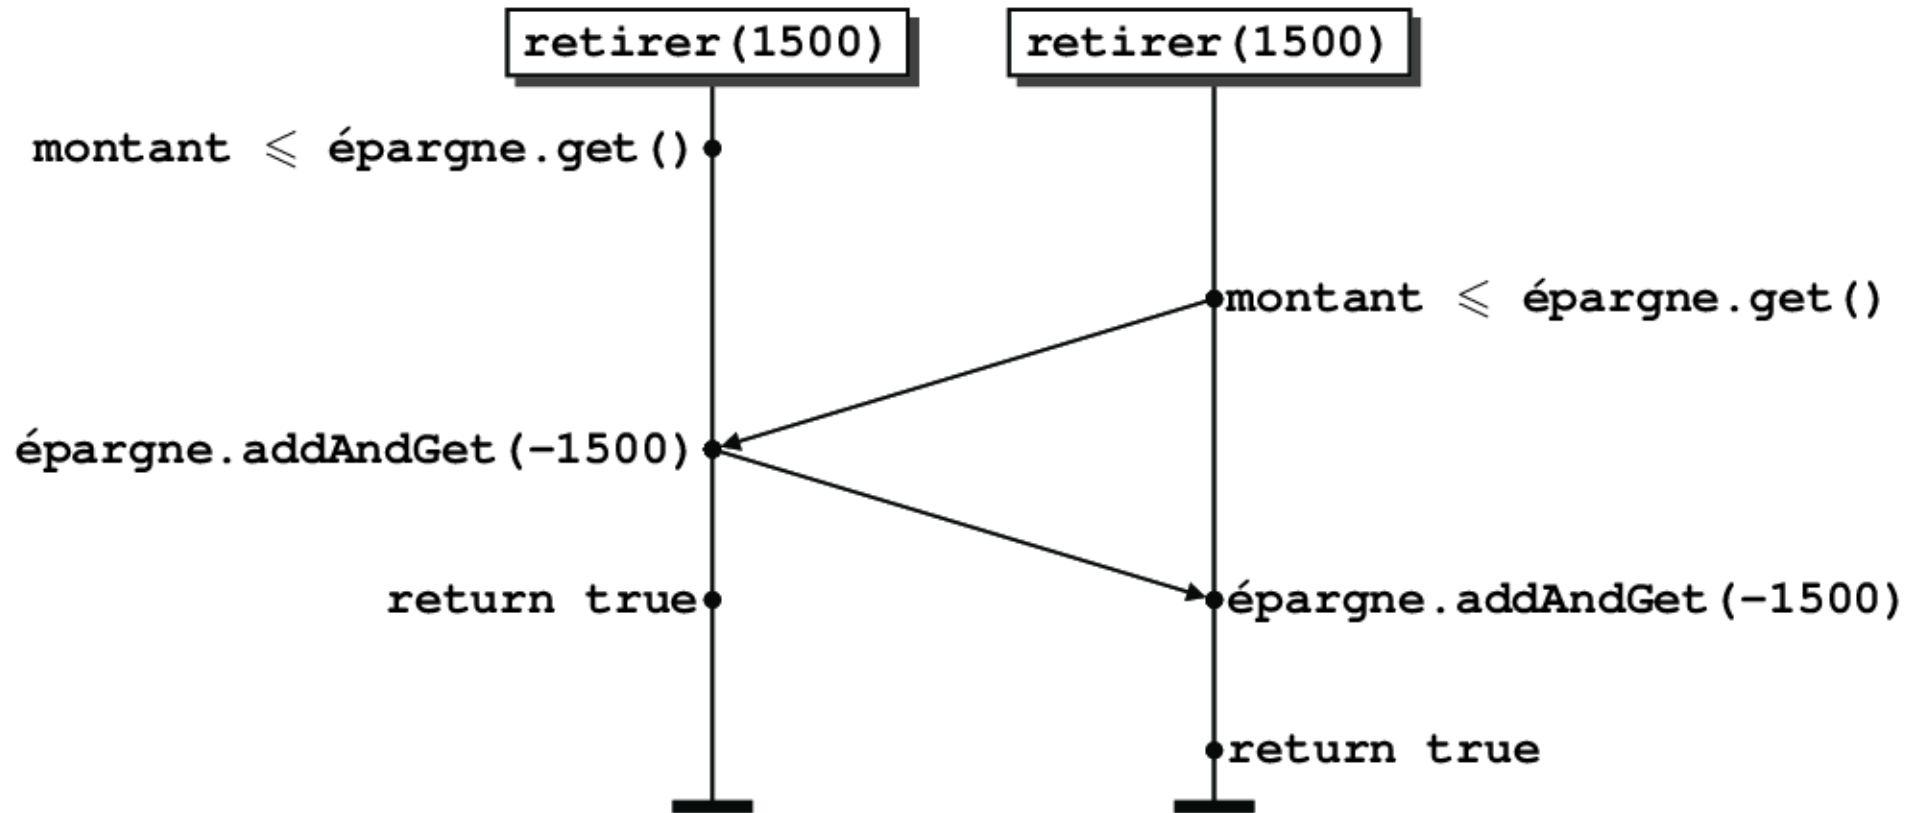 retirer(1500) retirer(1500)
montant ⩽ épargne.get()
montant ⩽ épargne.get()
épargne.addAndGet(-1500)
return true épargne.addAndGet(-1500)
return true